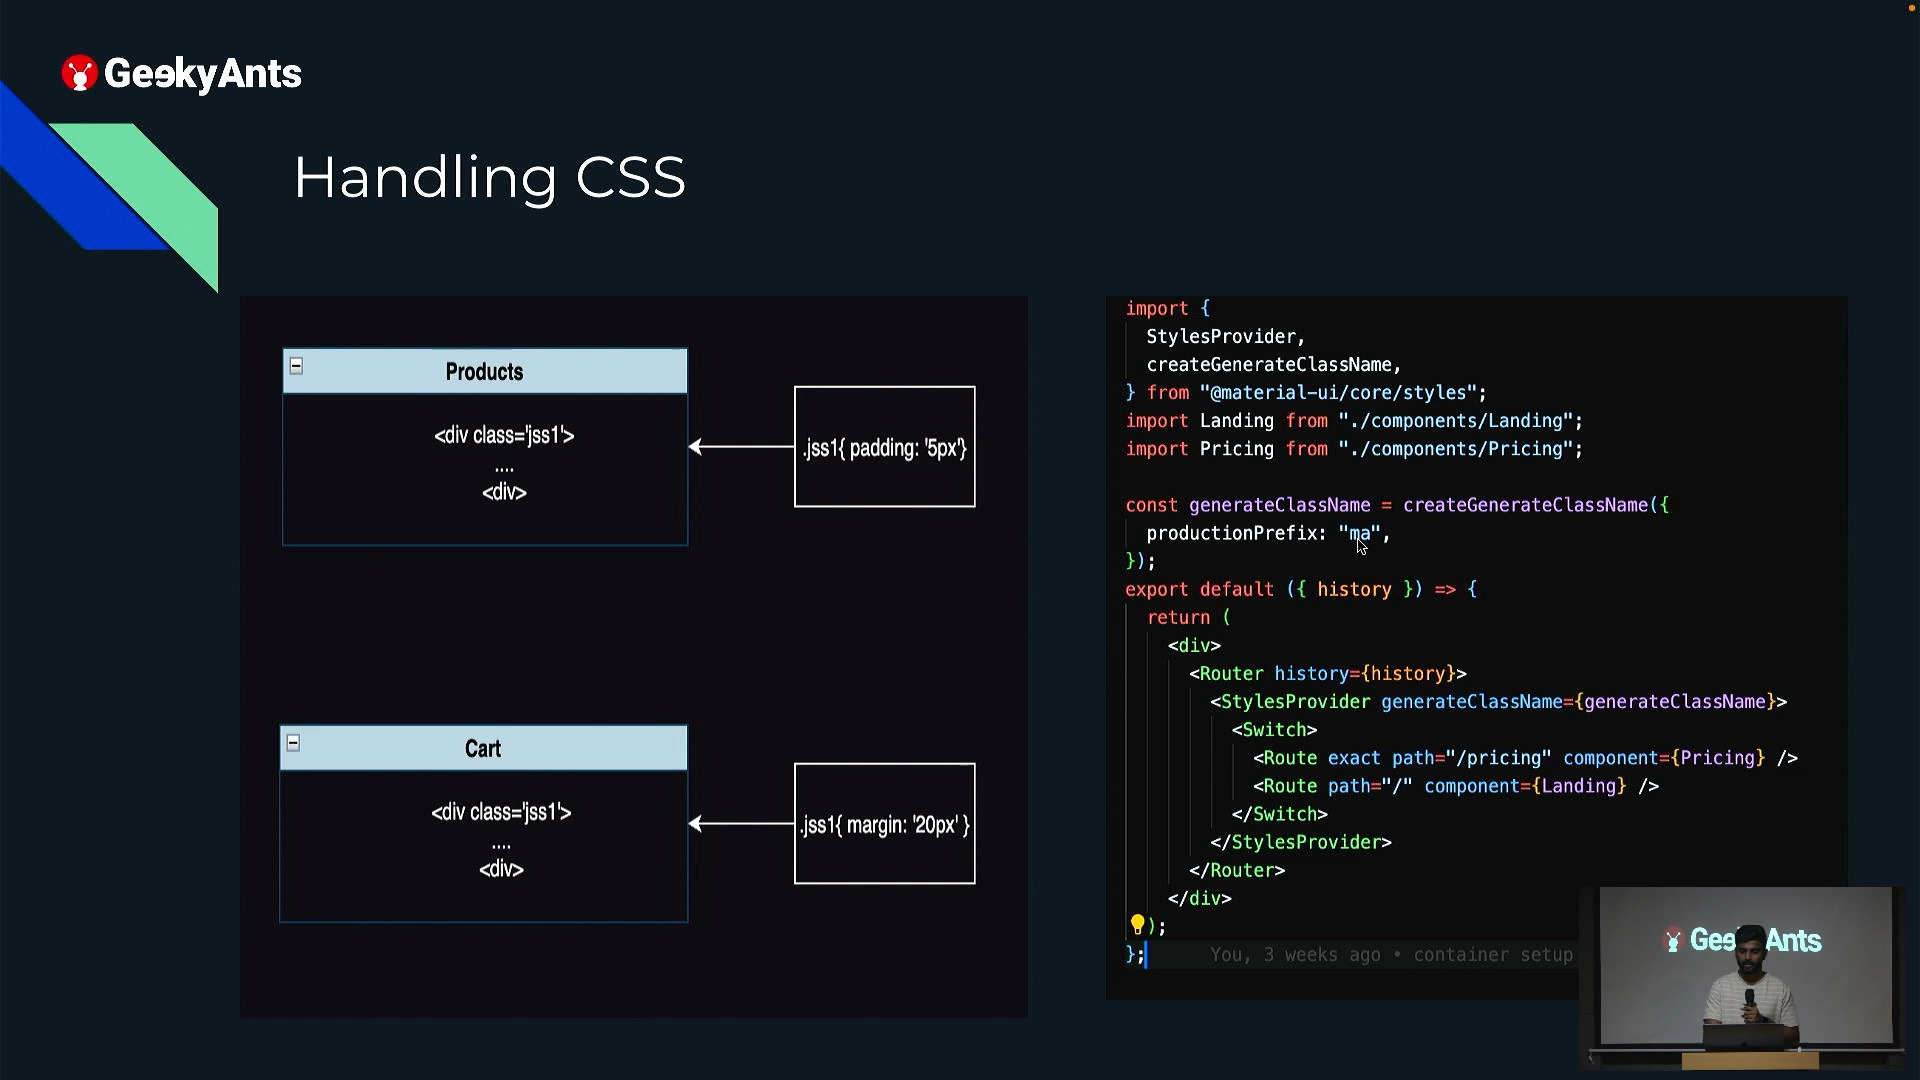 GeekyAnts
Handling CSS
Products
<div class='jss1'>
....
<div>
.jss1{ padding: '5px'}
Cart
<div class='jss1'>
....
<div>
.jss1{ margin: '20px' }
import {
  StylesProvider,
  createGenerateClassName,
} from "@material-ui/core/styles";
import Landing from "./components/Landing";
import Pricing from "./components/Pricing";
const generateClassName = createGenerateClassName({
  productionPrefix: "ma",
});
export default ({ history }) => {
  return (
    <div>
      <Router history={history}>
        <StylesProvider generateClassName={generateClassName}>
          <Switch>
            <Route exact path="/pricing" component={Pricing} />
            <Route path="/" component={Landing} />
          </Switch>
        </StylesProvider>
      </Router>
    </div>
  );
};      You, 3 weeks ago • container setup
Gee Ants